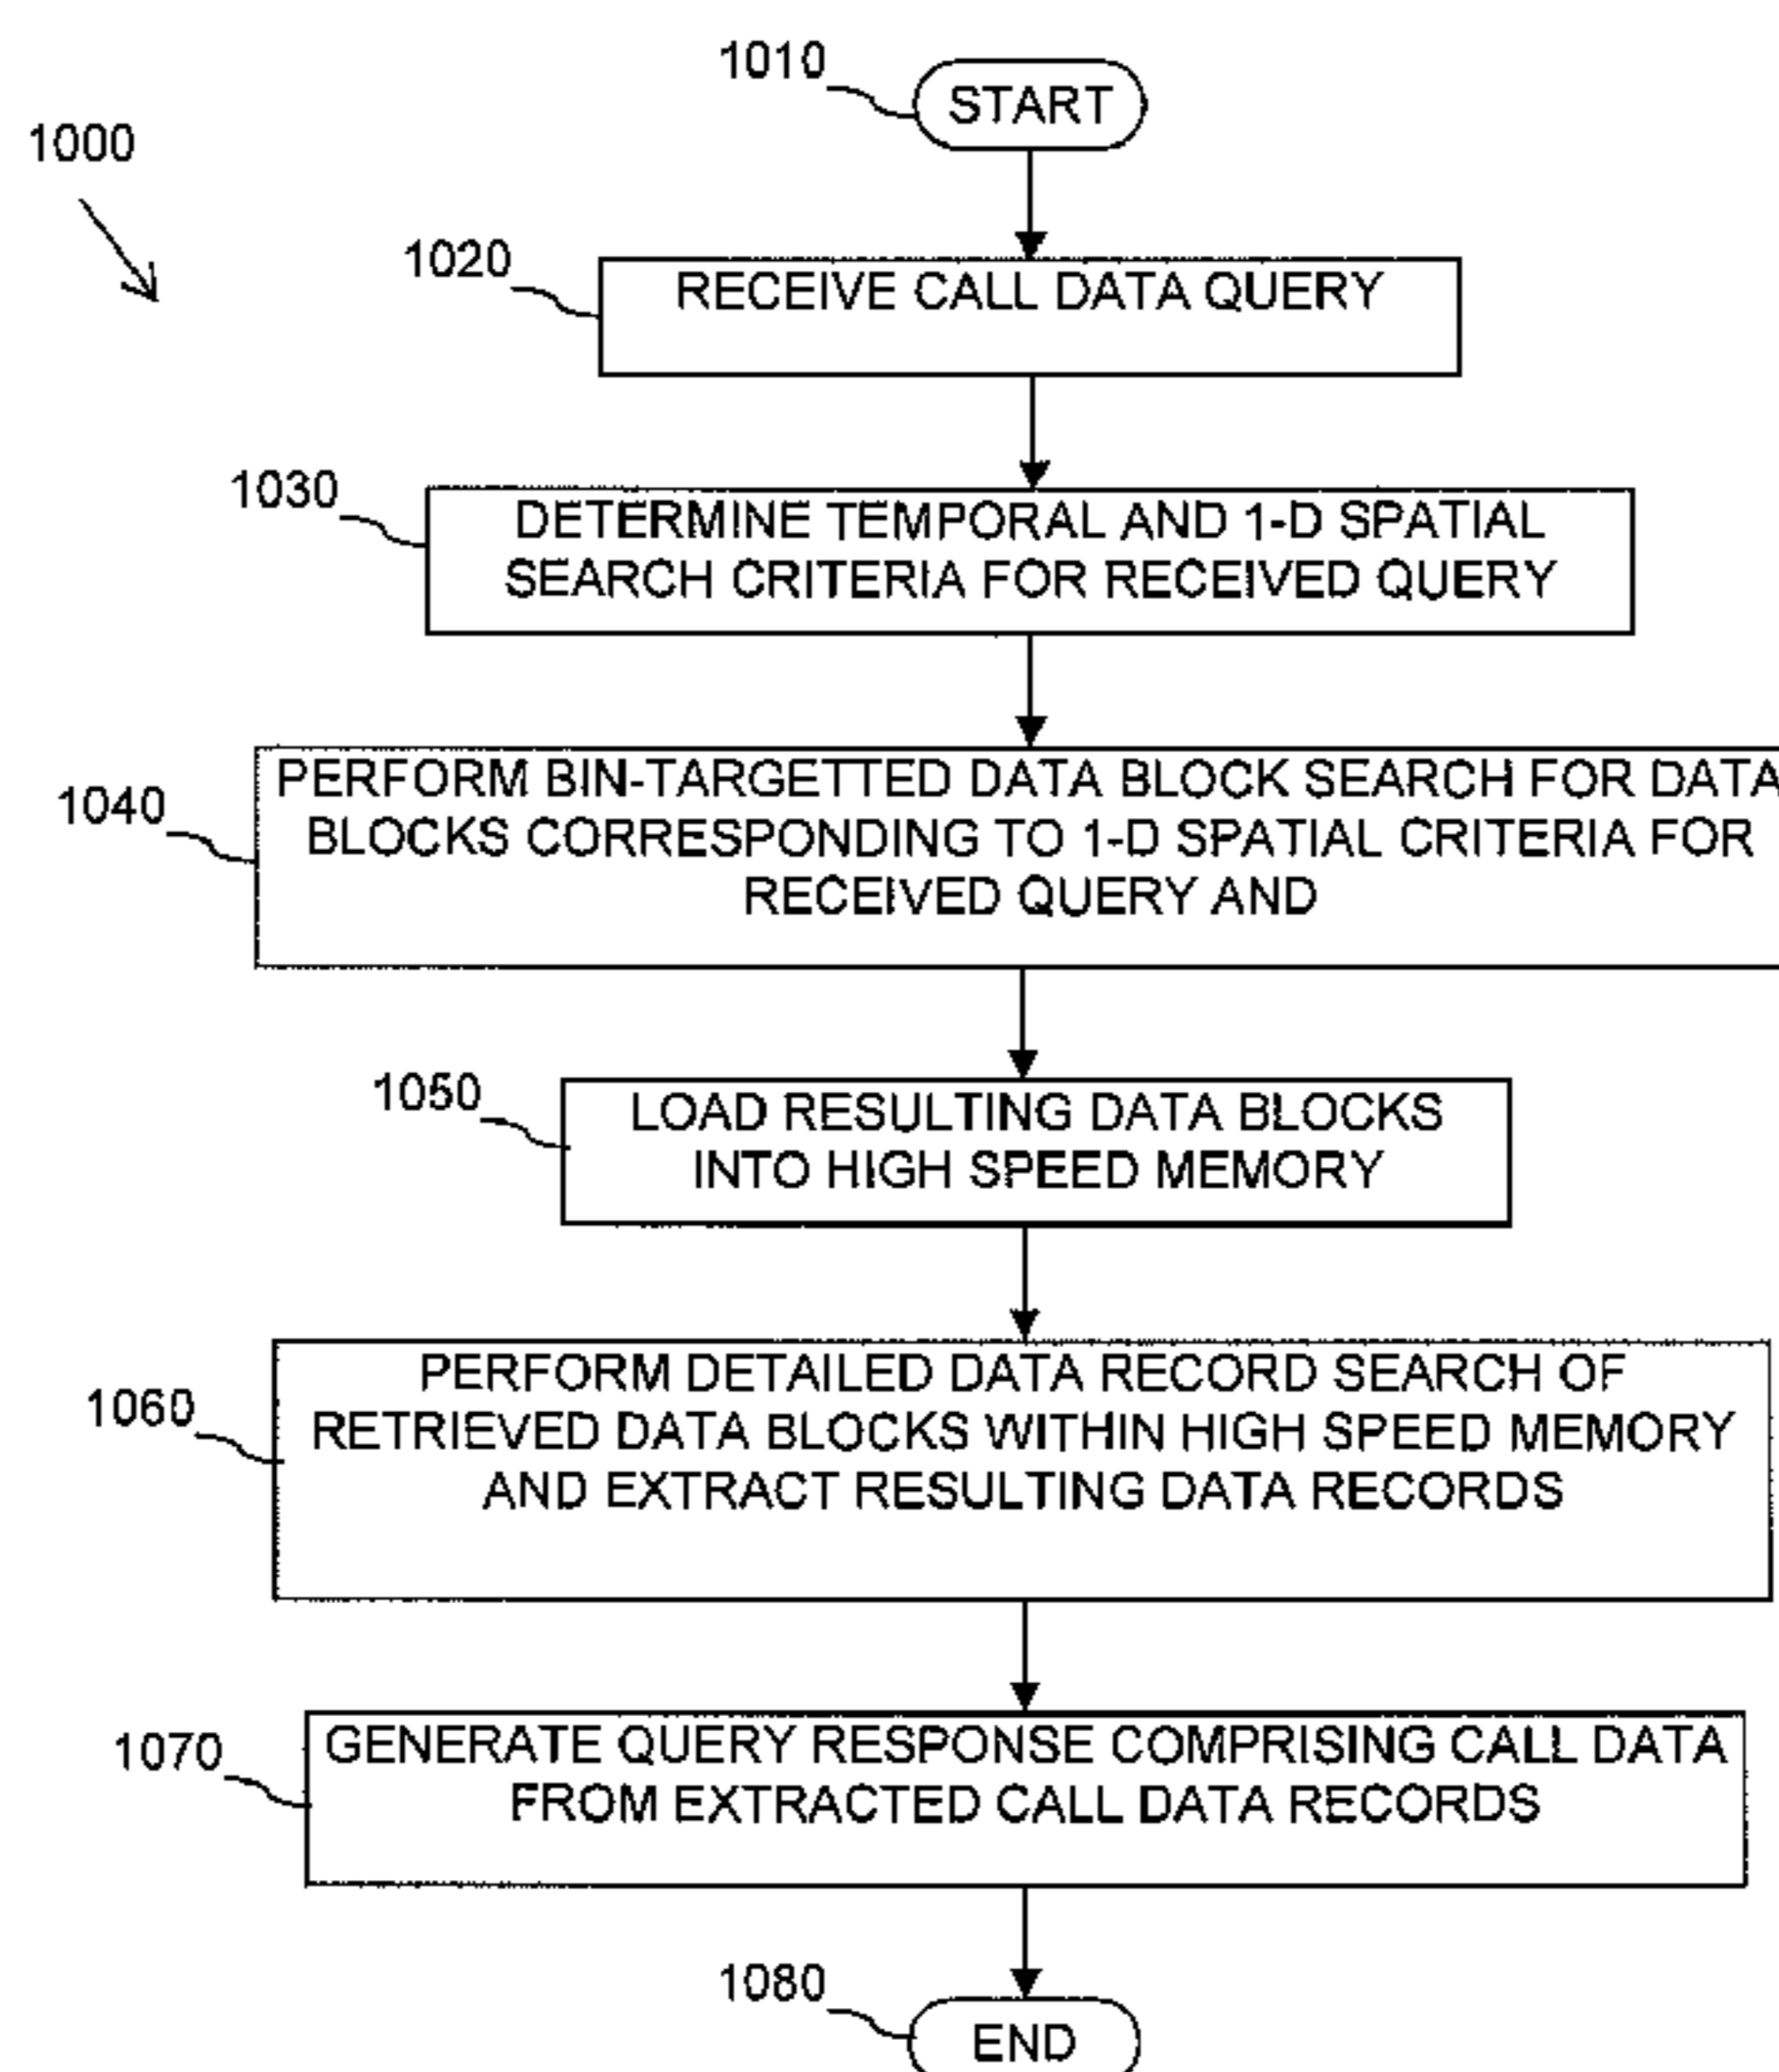 1010
START
1000
1020
RECEIVE CALL DATA QUERY
1030
DETERMINE TEMPORAL AND 1-D SPATIAL
SEARCH CRITERIA FOR RECEIVED QUERY
1040
PERFORM BIN-TARGETTED DATA BLOCK SEARCH FOR DATA
BLOCKS CORRESPONDING TO 1-D SPATIAL CRITERIA FOR
RECEIVED QUERY AND
1050
LOAD RESULTING DATA BLOCKS
INTO HIGH SPEED MEMORY
1060
PERFORM DETAILED DATA RECORD SEARCH OF
RETRIEVED DATA BLOCKS WITHIN HIGH SPEED MEMORY
AND EXTRACT RESULTING DATA RECORDS
1070
GENERATE QUERY RESPONSE COMPRISING CALL DATA
FROM EXTRACTED CALL DATA RECORDS
1080
END